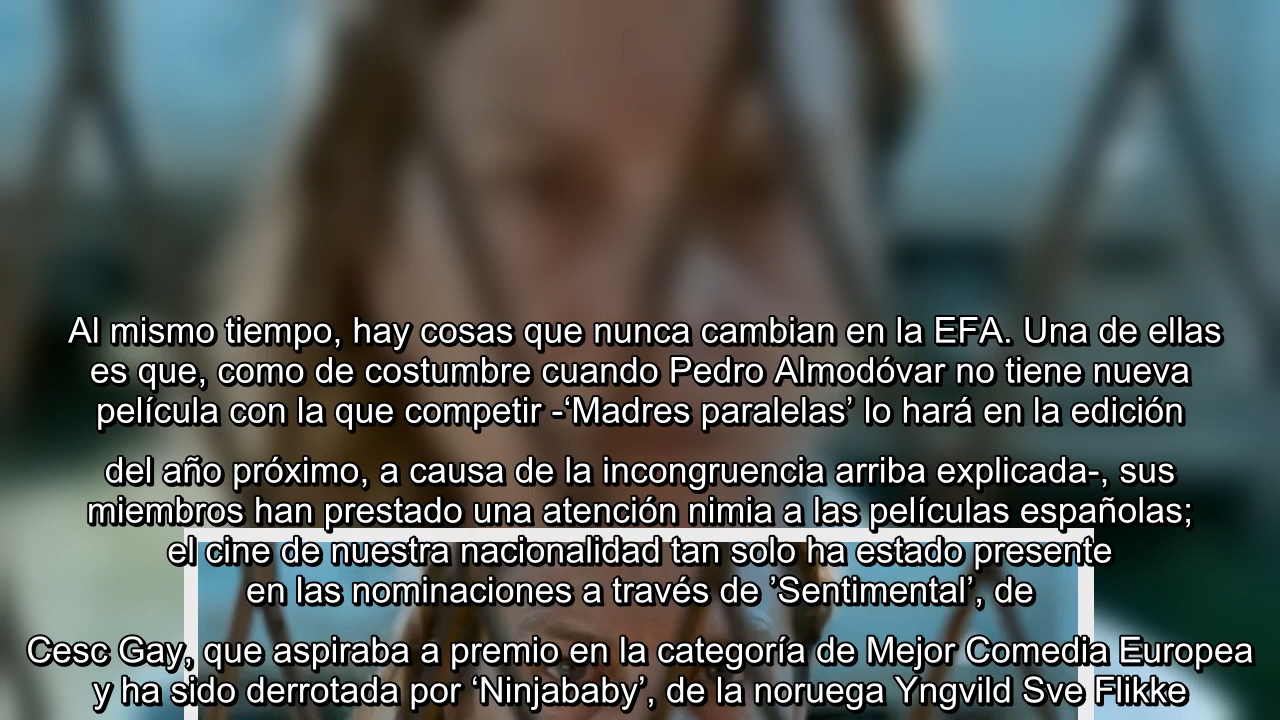 Al mismo tiempo, hay cosas que nunca cambian en la EFA. Una de ellas
es que, como de costumbre cuando Pedro Almodóvar no tiene nueva
película con la que competir -‘Madres paralelas’ lo hará en la edición
del año próximo, a causa de la incongruencia arriba explicada-, sus
miembros han prestado una atención nimia a las películas españolas;
el cine de nuestra nacionalidad tan solo ha estado presente
en las nominaciones a través de ’Sentimental’, de
Cesc Gay, que aspiraba a premio en la categoría de Mejor Comedia Europea
y ha sido derrotada por ‘Ninjababy’, de la noruega Yngvild Sve Flikke